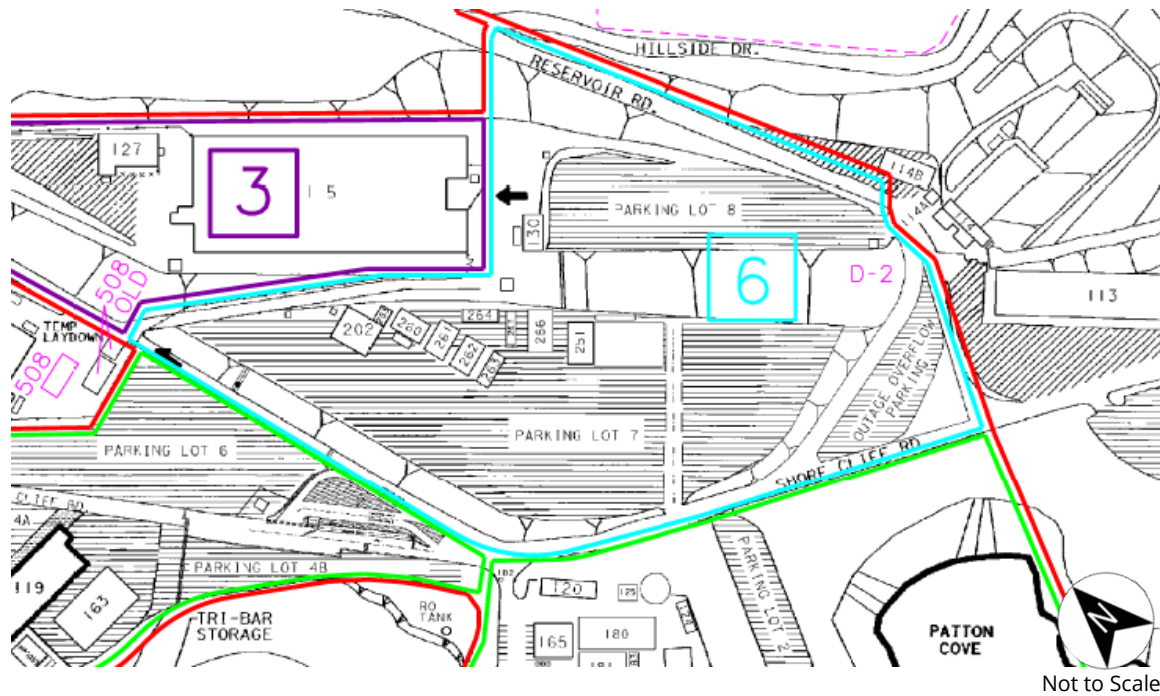 HILLSIDE DR.
RESERVOIR RD.
127
3
115
114B
114A
114
PARKING LOT 8
130
6
D-2
113
508
OLD
TEMP
LAYDOWN
508
202
260
261
262
263
264
266
251
OUTAGE OVERFLOW
PARKING
PARKING LOT 7
PARKING LOT 6
SHORE CLIFF RD
CLIFF RD
4A
PARKING LOT 4B
119
163
TRI-BAR
STORAGE
RO
TANK
182
120
125
124
165
180
181
183
PARKING LOT 2
PATTON
COVE
N
Not to Scale